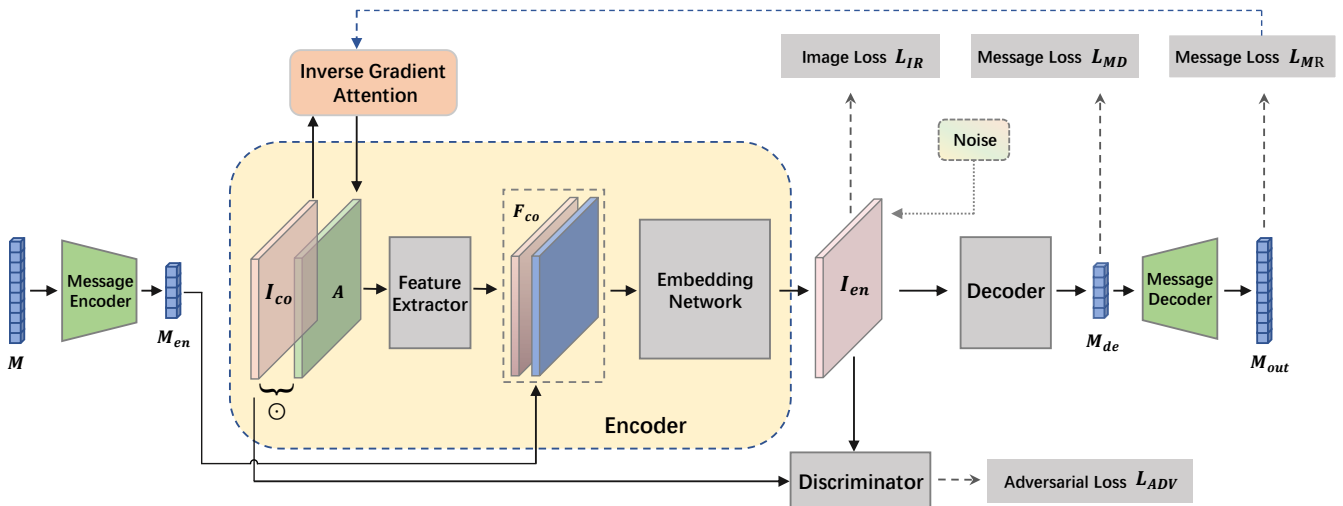 Inverse Gradient
Attention
Image Loss L_IR
Message Loss L_MD
Message Loss L_MR
Noise
M
Message
Encoder
M_en
I_co
A
Feature
Extractor
F_co
Embedding
Network
⊙
Encoder
I_en
Decoder
M_de
Message
Decoder
M_out
Discriminator
Adversarial Loss L_ADV